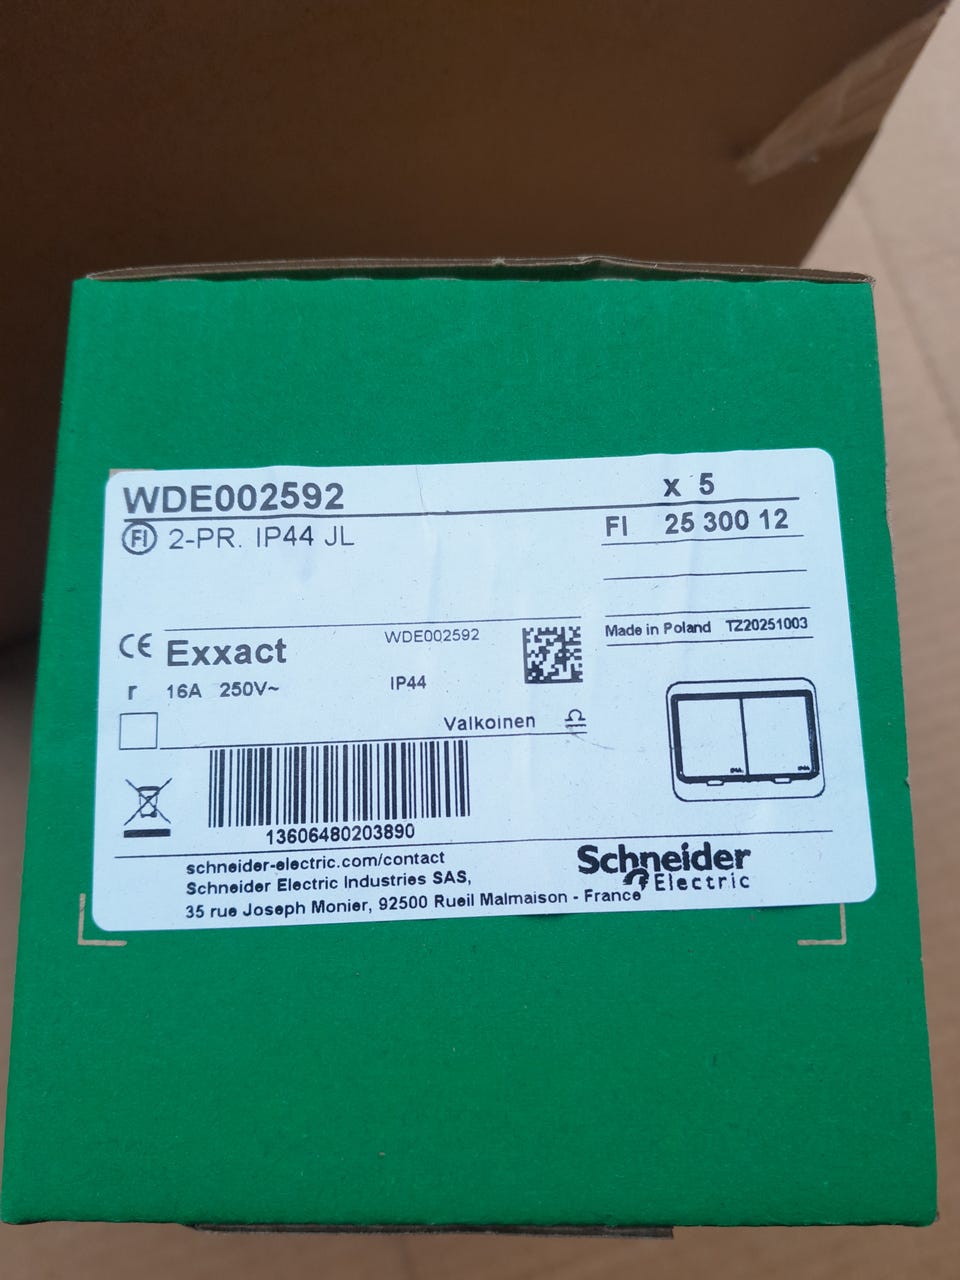 WDE002592 x 5
FI 2-PR. IP44 JL FI 25 300 12
CE Exxact WDE002592 Made in Poland TZ20251003
r 16A 250V~ IP44
Valkoinen
13606480203890
schneider-electric.com/contact
Schneider Electric Industries SAS,
35 rue Joseph Monier, 92500 Rueil Malmaison - France
Schneider
Electric